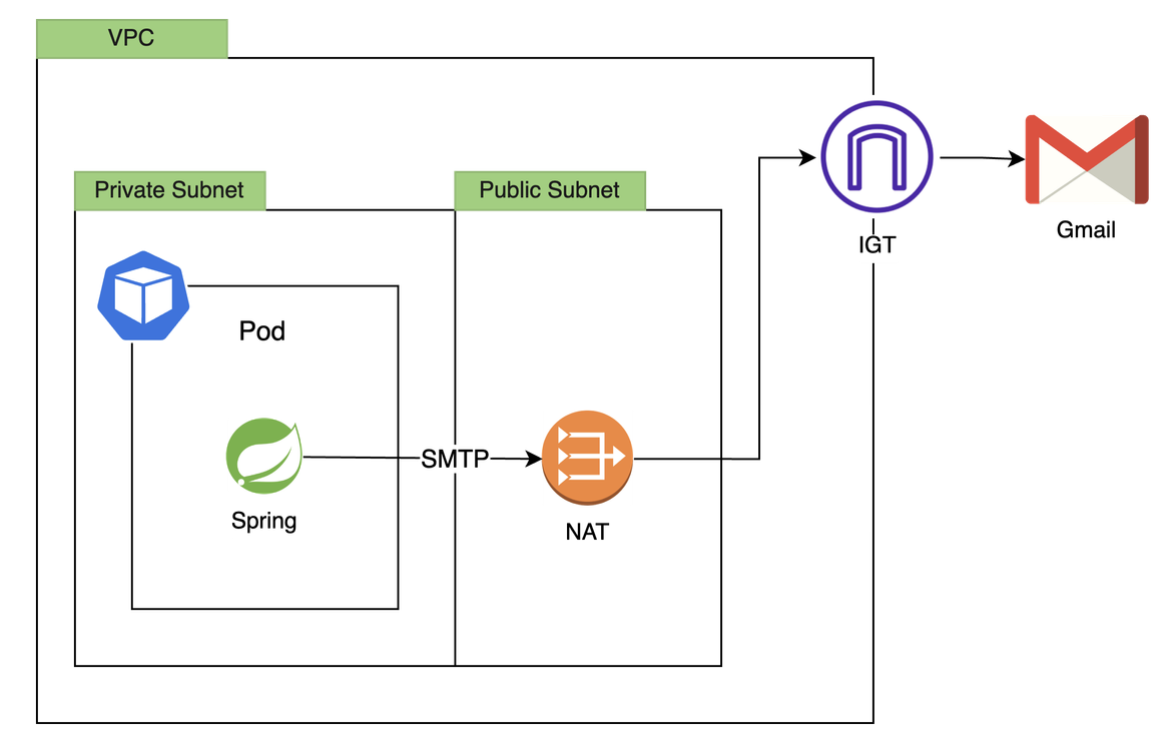 VPC
Private Subnet
Public Subnet
IGT
Gmail
Pod
SMTP
Spring
NAT